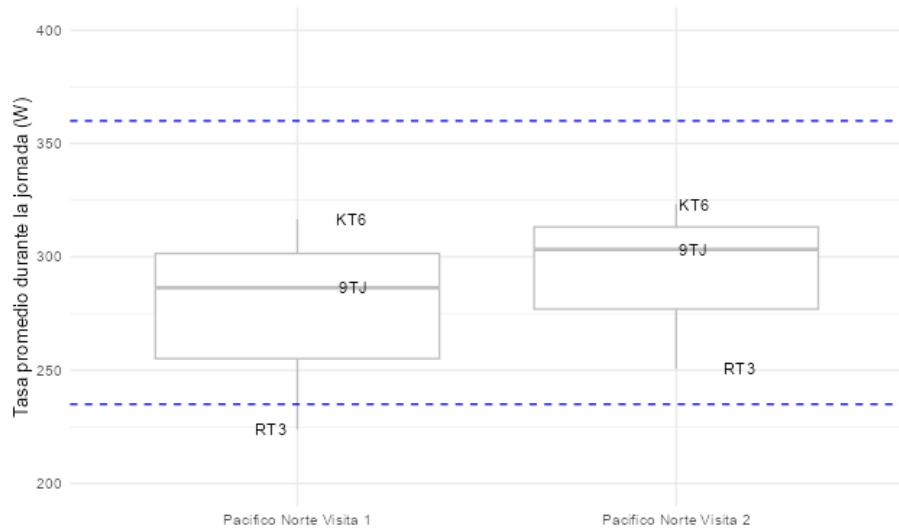 400
350
300
250
200
Tasa promedio durante la jornada (W)
KT6
9TJ
RT3
KT6
9TJ
RT3
Pacifico Norte Visita 1
Pacifico Norte Visita 2